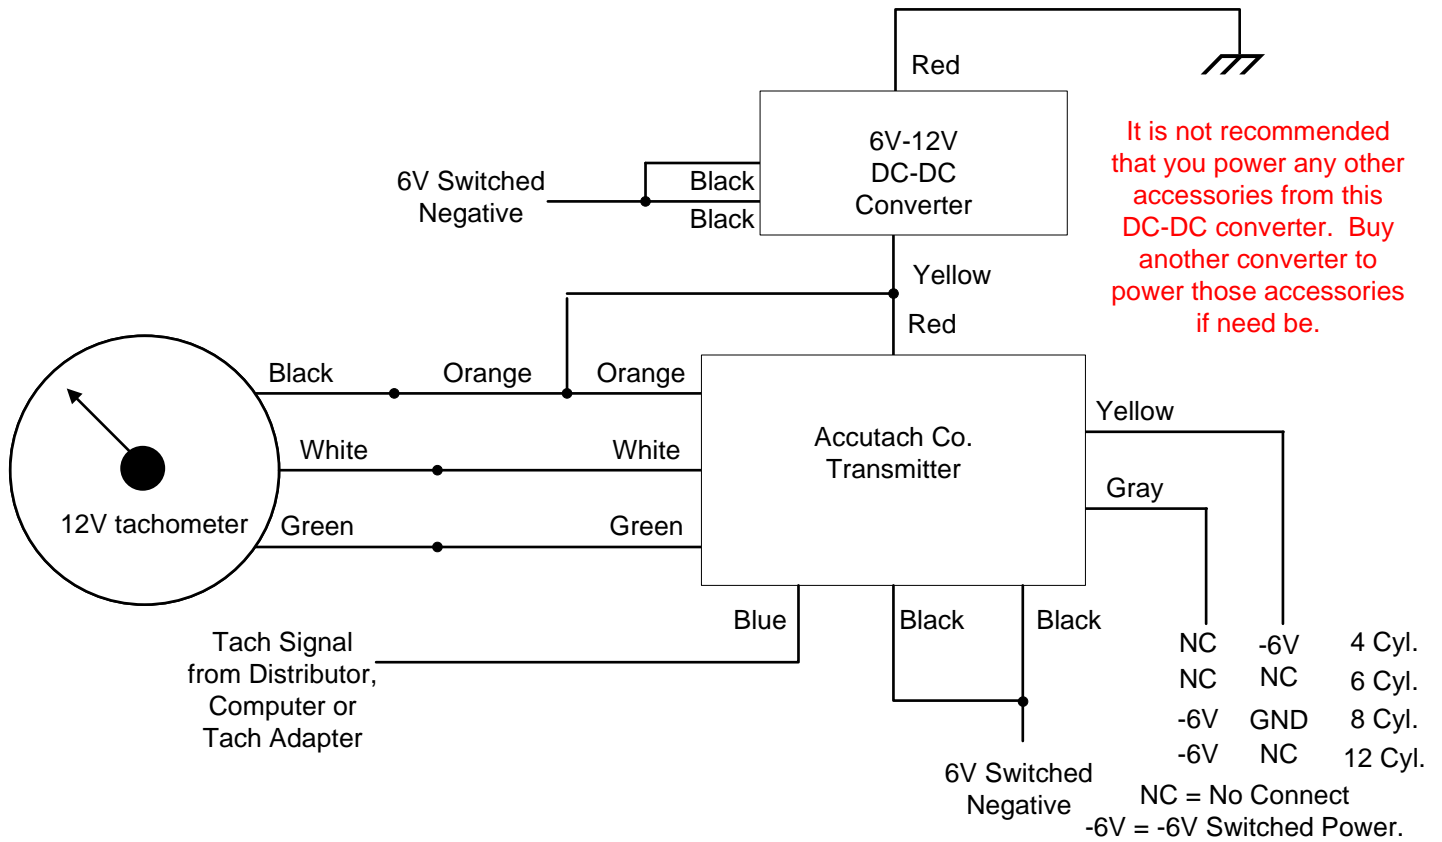 Red
6V-12V
DC-DC
Converter
It is not recommended
that you power any other
accessories from this
DC-DC converter. Buy
another converter to
power those accessories
if need be.
6V Switched
Negative
Black
Black
Yellow
Red
Black
Orange
Orange
White
White
Green
Green
12V tachometer
Accutach Co.
Transmitter
Yellow
Gray
Blue
Black
Black
Tach Signal
from Distributor,
Computer or
Tach Adapter
6V Switched
Negative
NC -6V 4 Cyl.
NC NC 6 Cyl.
-6V GND 8 Cyl.
-6V NC 12 Cyl.
NC = No Connect
-6V = -6V Switched Power.